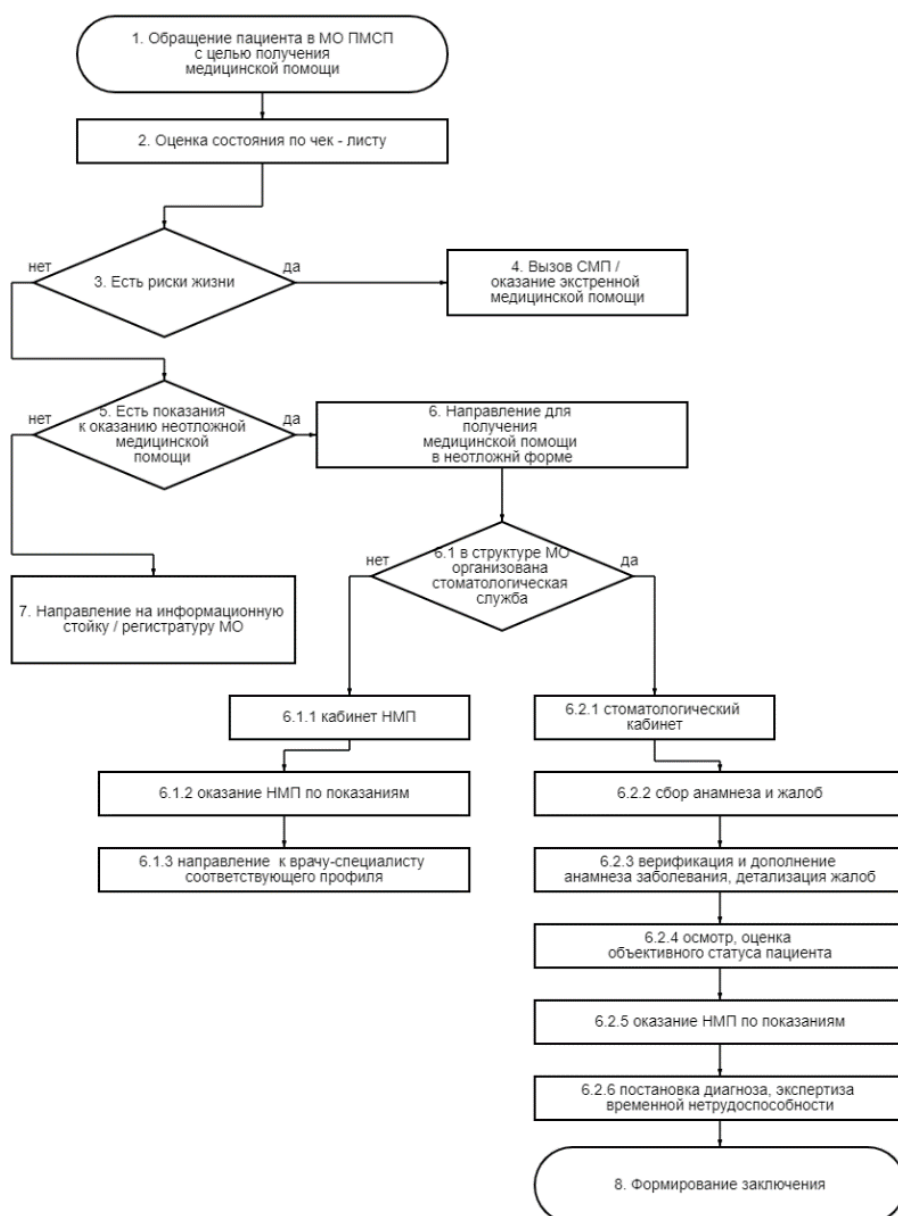 1. Обращение пациента в МО ПМСП
с целью получения
медицинской помощи
2. Оценка состояния по чек - листу
нет
да
3. Есть риски жизни
4. Вызов СМП /
оказание экстренной
медицинской помощи
нет
да
5. Есть показания
к оказанию неотложной
медицинской
помощи
6. Направление для
получения
медицинской помощи
в неотложнй форме
нет
да
6.1 в структуре МО
организована
стоматологическая
служба
7. Направление на информационную
стойку / регистратуру МО
6.1.1 кабинет НМП
6.2.1 стоматологический
кабинет
6.1.2 оказание НМП по показаниям
6.2.2 сбор анамнеза и жалоб
6.1.3 направление к врачу-специалисту
соответствующего профиля
6.2.3 верификация и дополнение
анамнеза заболевания, детализация жалоб
6.2.4 осмотр, оценка
объективного статуса пациента
6.2.5 оказание НМП по показаниям
6.2.6 постановка диагноза, экспертиза
временной нетрудоспособности
8. Формирование заключения